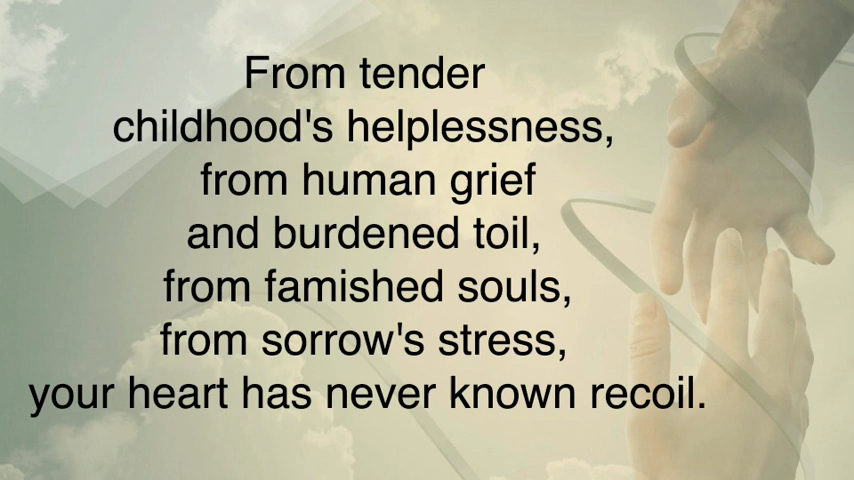 From tender
childhood's helplessness,
from human grief
and burdened toil,
from famished souls,
from sorrow's stress,
your heart has never known recoil.